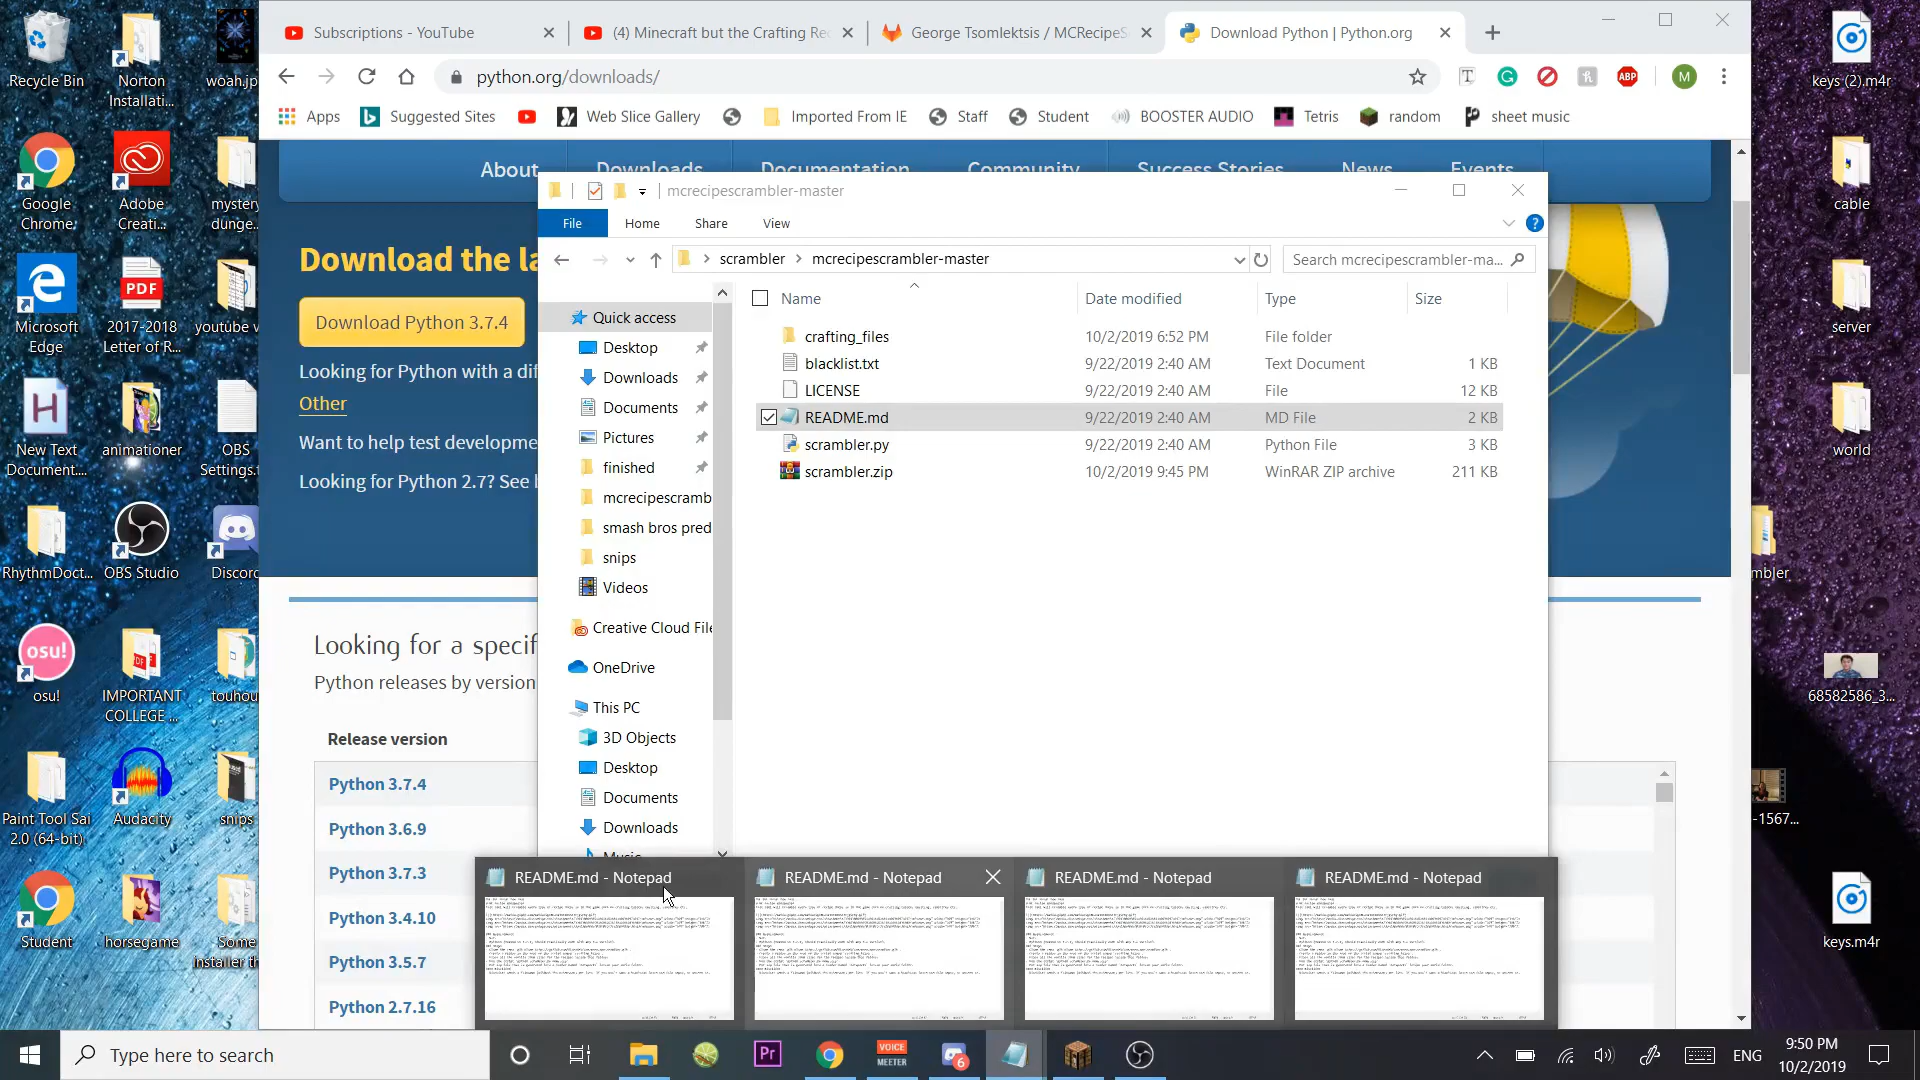 Recycle Bin
Norton
Installati...
woah.jp
Google
Chrome
Adobe
Creati...
mystery
dunge...
Microsoft
Edge
2017-2018
Letter of R...
youtube v
New Text
Document....
animationer
OBS
Settings.t
RhythmDoct...
OBS Studio
Discord
osu!
osu!
IMPORTANT
COLLEGE ...
touhou
Paint Tool Sai
2.0 (64-bit)
Audacity
snips
Student
horsegame
Some
installer th
Subscriptions - YouTube
(4) Minecraft but the Crafting Re
George Tsomlektsis / MCRecipeS
Download Python | Python.org
python.org/downloads/
ABP
M
Apps
Suggested Sites
Web Slice Gallery
Imported From IE
Staff
Student
BOOSTER AUDIO
Tetris
random
sheet music
About
Downloads
Documentation
Community
Success Stories
News
Events
Download the la
Download Python 3.7.4
Looking for Python with a dif
Other
Want to help test developme
Looking for Python 2.7? See b
Looking for a specif
Python releases by version
Release version
Python 3.7.4
Python 3.6.9
Python 3.7.3
Python 3.4.10
Python 3.5.7
Python 2.7.16
mcrecipescrambler-master
File
Home
Share
View
scrambler
mcrecipescrambler-master
Search mcrecipescrambler-ma...
Quick access
Desktop
Downloads
Documents
Pictures
finished
mcrecipescramb
smash bros pred
snips
Videos
Creative Cloud File
OneDrive
This PC
3D Objects
Desktop
Documents
Downloads
Music
Name
Date modified
Type
Size
crafting_files 10/2/2019 6:52 PM File folder
blacklist.txt 9/22/2019 2:40 AM Text Document 1 KB
LICENSE 9/22/2019 2:40 AM File 12 KB
README.md 9/22/2019 2:40 AM MD File 2 KB
scrambler.py 9/22/2019 2:40 AM Python File 3 KB
scrambler.zip 10/2/2019 9:45 PM WinRAR ZIP archive 211 KB
README.md - Notepad
README.md - Notepad
README.md - Notepad
README.md - Notepad
keys (2).m4r
cable
server
world
mbler
68582586_3...
-1567...
keys.m4r
Type here to search
Pr
VOICE
MEETER
6
ENG
9:50 PM
10/2/2019